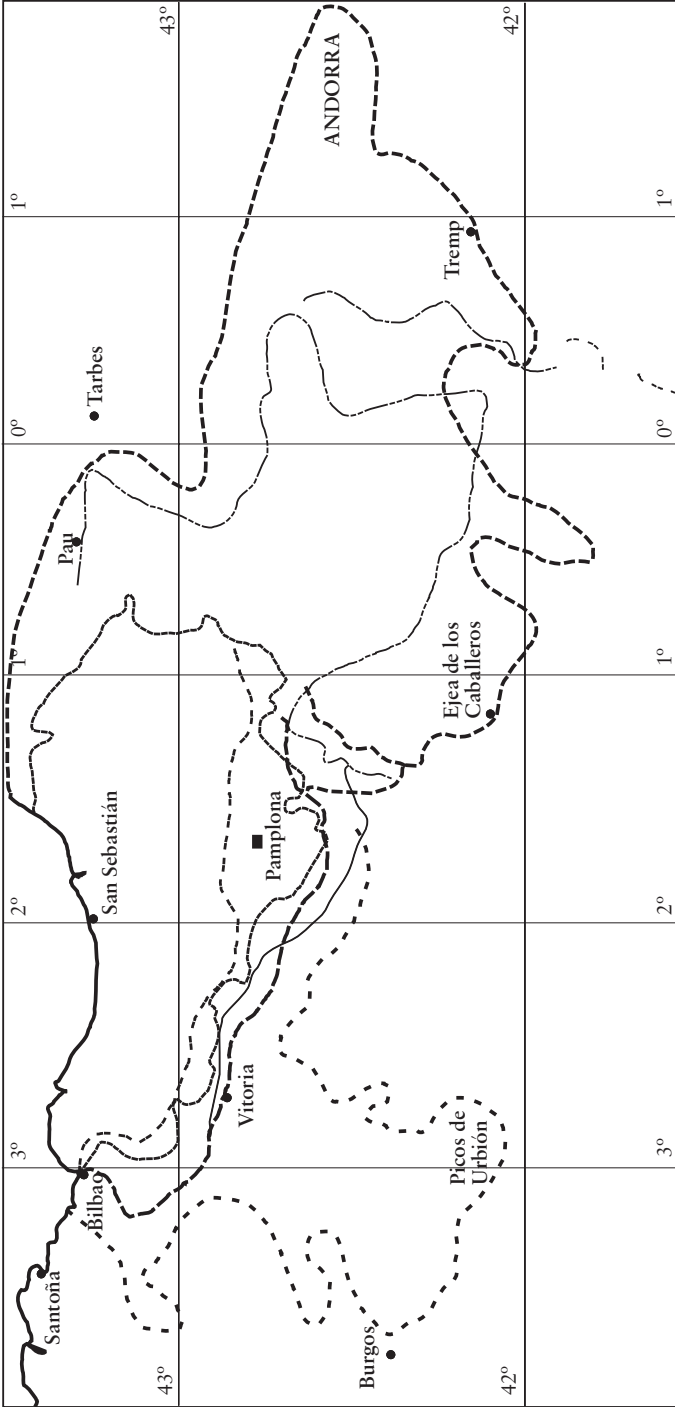 43°
43°
42°
42°
3°
2°
1°
0°
1°
3°
2°
1°
0°
1°
Santoña
Bilbao
San Sebastián
Pau
Tarbes
Vitoria
Pamplona
ANDORRA
Burgos
Picos de
Urbión
Ejea de los
Caballeros
Tremp